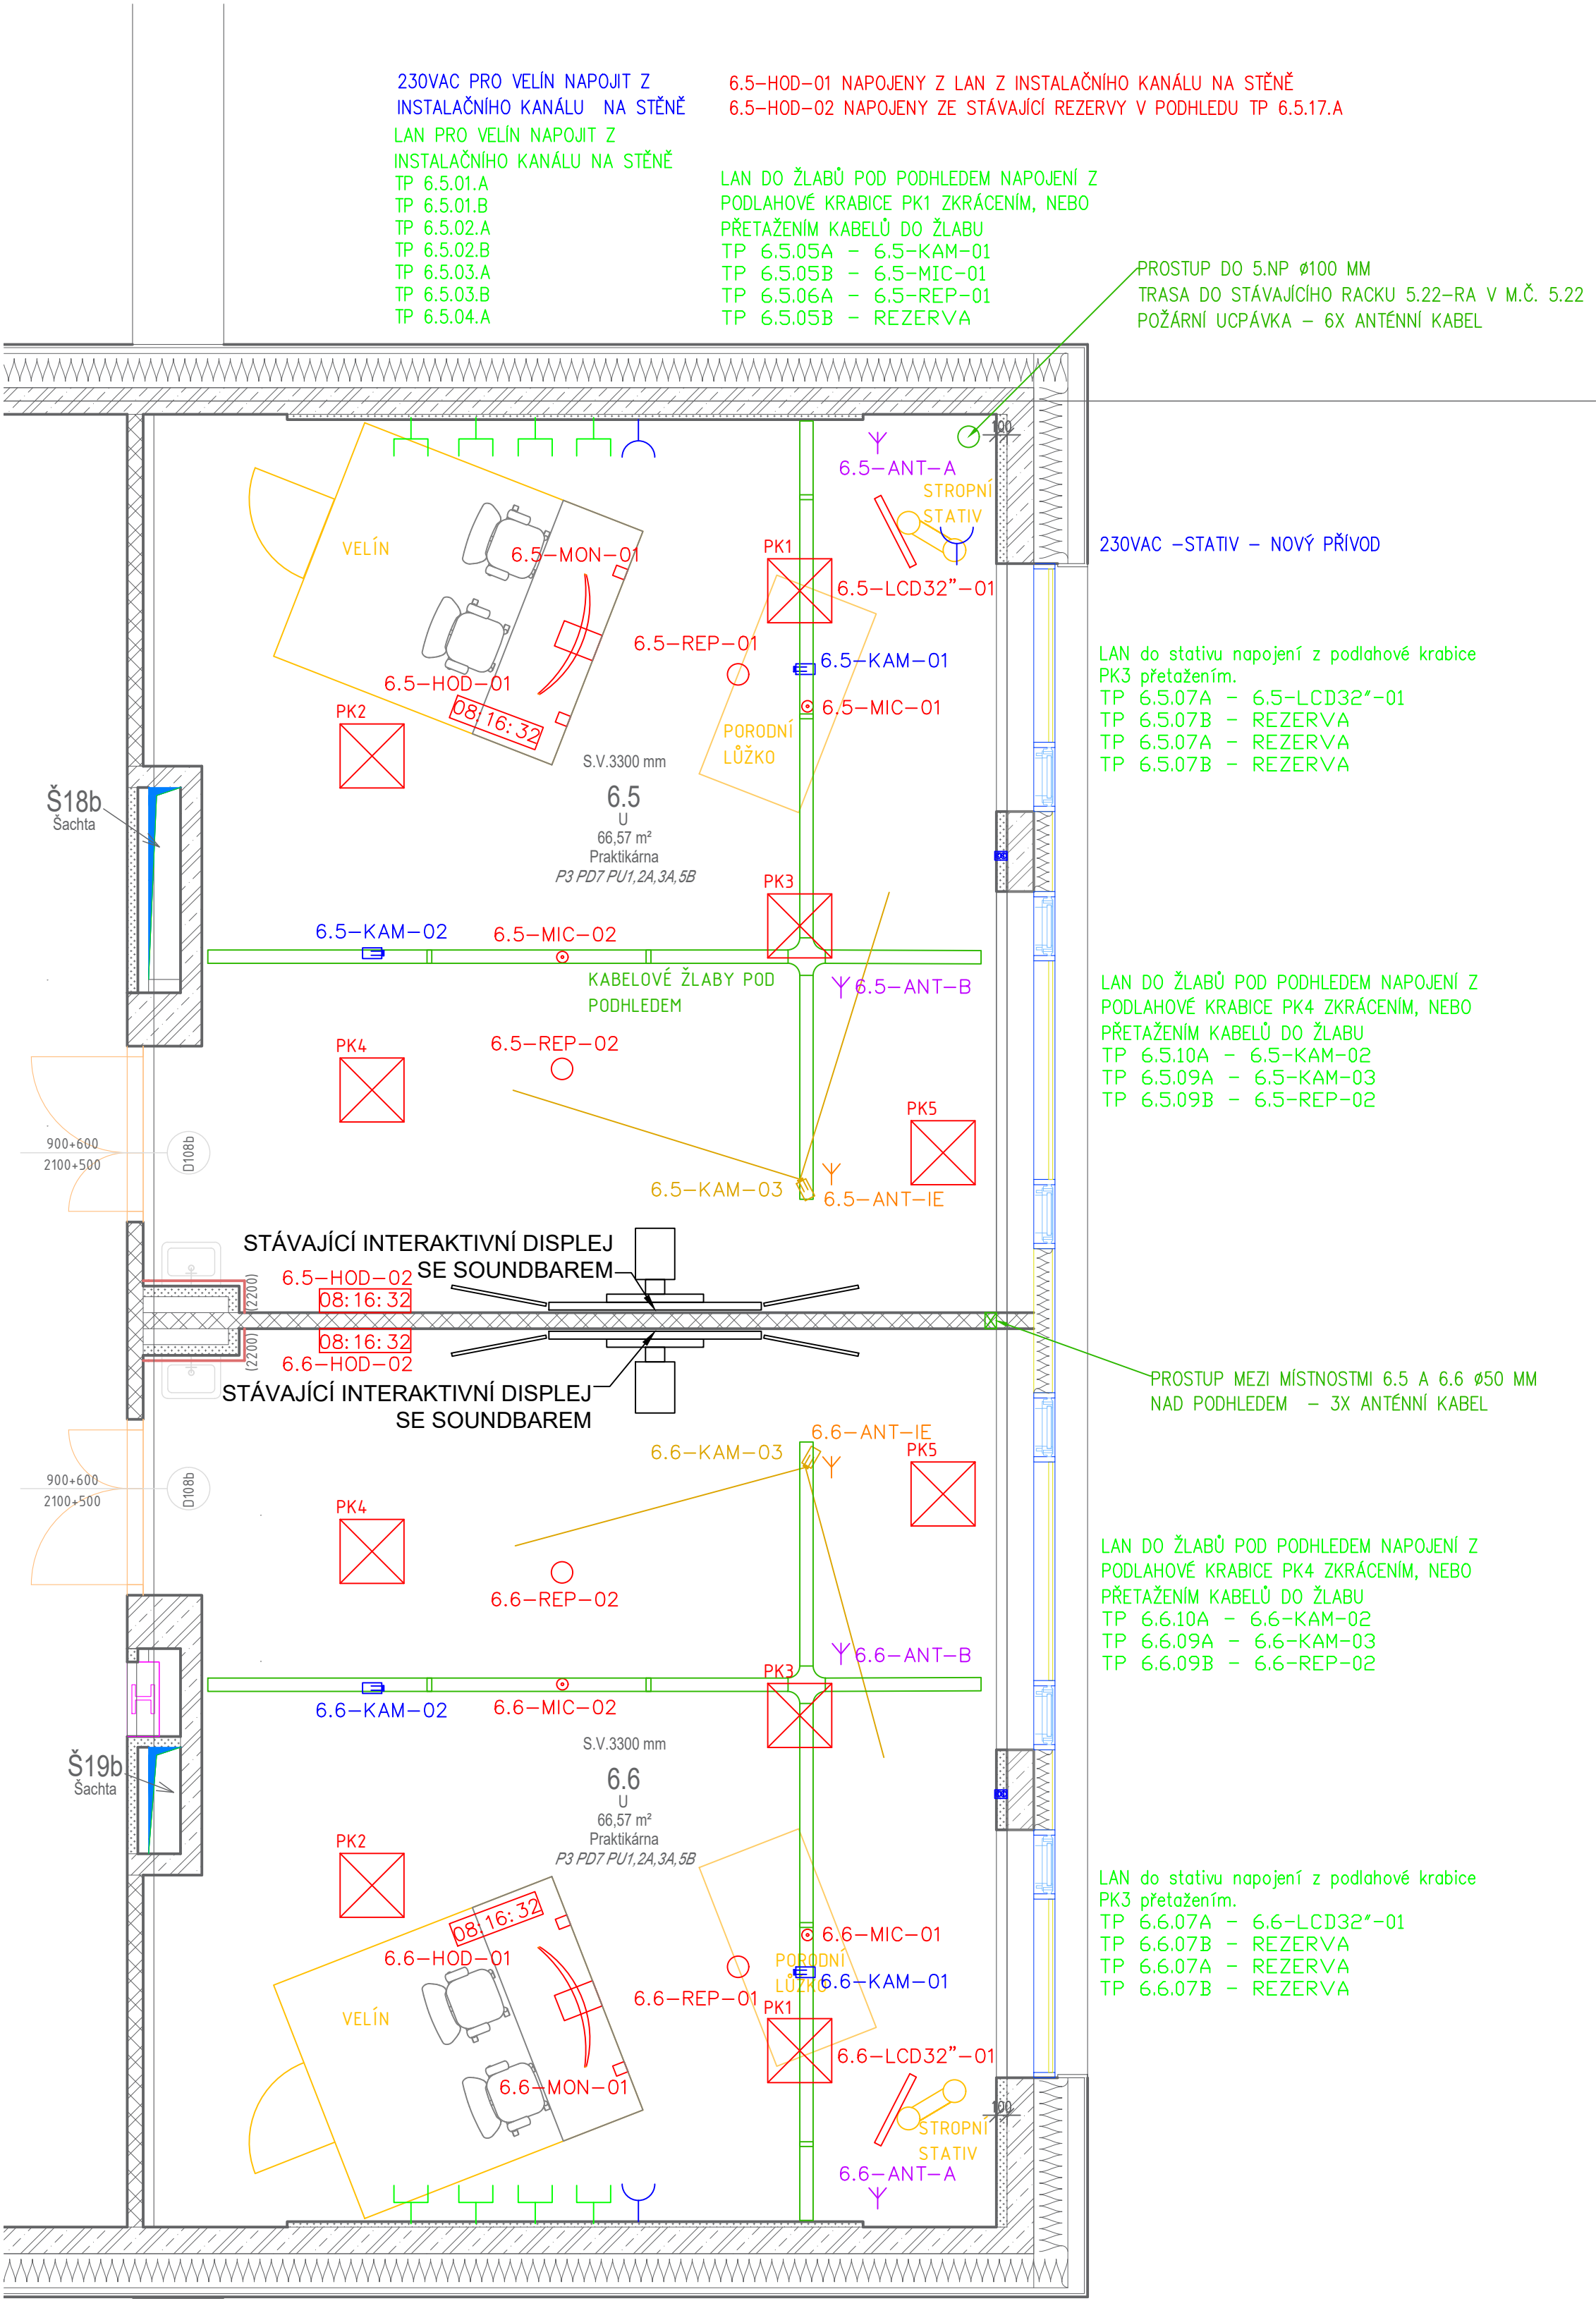 230VAC PRO VELÍN NAPOJIT Z
INSTALAČNÍHO KANÁLU NA STĚNĚ
LAN PRO VELÍN NAPOJIT Z
INSTALAČNÍHO KANÁLU NA STĚNĚ
TP 6.5.01.A
TP 6.5.01.B
TP 6.5.02.A
TP 6.5.02.B
TP 6.5.03.A
TP 6.5.03.B
TP 6.5.04.A
6.5-HOD-01 NAPOJENY Z LAN Z INSTALAČNÍHO KANÁLU NA STĚNĚ
6.5-HOD-02 NAPOJENY ZE STÁVAJÍCÍ REZERVY V PODHLEDU TP 6.5.17.A
LAN DO ŽLABŮ POD PODHLEDEM NAPOJENÍ Z
PODLAHOVÉ KRABICE PK1 ZKRÁCENÍM, NEBO
PŘETAŽENÍM KABELŮ DO ŽLABU
TP 6.5.05A - 6.5-KAM-01
TP 6.5.05B - 6.5-MIC-01
TP 6.5.06A - 6.5-REP-01
TP 6.5.05B - REZERVA
PROSTUP DO 5.NP ø100 MM
TRASA DO STÁVAJÍCÍHO RACKU 5.22-RA V M.Č. 5.22
POŽÁRNÍ UCPÁVKA - 6X ANTÉNNÍ KABEL
100
6.5-ANT-A
STROPNÍ
STATIV
VELÍN
6.5-MON-01
PK1
230VAC -STATIV - NOVÝ PŘÍVOD
6.5-LCD32"-01
6.5-REP-01
6.5-KAM-01
6.5-HOD-01
08:16:32
6.5-MIC-01
PK2
PORODNÍ
LŮŽKO
LAN do stativu napojení z podlahové krabice
PK3 přetažením.
TP 6.5.07A - 6.5-LCD32"-01
TP 6.5.07B - REZERVA
TP 6.5.07A - REZERVA
TP 6.5.07B - REZERVA
S.V.3300 mm
6.5
U
66,57 m²
Praktikárna
P3 PD7 PU1,2A,3A,5B
Š18b
Šachta
PK3
6.5-KAM-02
6.5-MIC-02
KABELOVÉ ŽLABY POD
PODHLEDEM
6.5-ANT-B
LAN DO ŽLABŮ POD PODHLEDEM NAPOJENÍ Z
PODLAHOVÉ KRABICE PK4 ZKRÁCENÍM, NEBO
PŘETAŽENÍM KABELŮ DO ŽLABU
TP 6.5.10A - 6.5-KAM-02
TP 6.5.09A - 6.5-KAM-03
TP 6.5.09B - 6.5-REP-02
PK4
6.5-REP-02
PK5
900+600
2100+500
D108b
6.5-KAM-03
6.5-ANT-IE
STÁVAJÍCÍ INTERAKTIVNÍ DISPLEJ
SE SOUNDBAREM
6.5-HOD-02
08:16:32
(2200)
08:16:32
6.6-HOD-02
(2200)
STÁVAJÍCÍ INTERAKTIVNÍ DISPLEJ
SE SOUNDBAREM
PROSTUP MEZI MÍSTNOSTMI 6.5 A 6.6 ø50 MM
NAD PODHLEDEM - 3X ANTÉNNÍ KABEL
6.6-KAM-03
6.6-ANT-IE
PK5
900+600
2100+500
D108b
PK4
6.6-REP-02
LAN DO ŽLABŮ POD PODHLEDEM NAPOJENÍ Z
PODLAHOVÉ KRABICE PK4 ZKRÁCENÍM, NEBO
PŘETAŽENÍM KABELŮ DO ŽLABU
TP 6.6.10A - 6.6-KAM-02
TP 6.6.09A - 6.6-KAM-03
TP 6.6.09B - 6.6-REP-02
6.6-ANT-B
PK3
6.6-KAM-02
6.6-MIC-02
S.V.3300 mm
6.6
U
66,57 m²
Praktikárna
P3 PD7 PU1,2A,3A,5B
Š19b
Šachta
PK2
LAN do stativu napojení z podlahové krabice
PK3 přetažením.
TP 6.6.07A - 6.6-LCD32"-01
TP 6.6.07B - REZERVA
TP 6.6.07A - REZERVA
TP 6.6.07B - REZERVA
08:16:32
6.6-HOD-01
6.6-MIC-01
PORODNÍ
LŮŽKO
6.6-KAM-01
6.6-REP-01
PK1
VELÍN
6.6-LCD32"-01
6.6-MON-01
100
STROPNÍ
STATIV
6.6-ANT-A